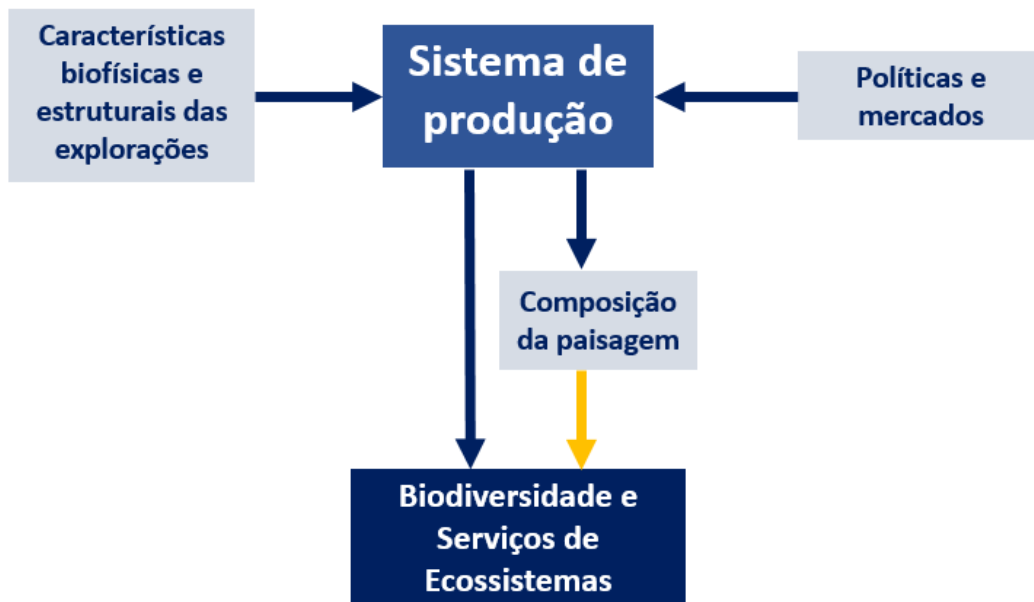 Características
biofísicas e
estruturais das
explorações
Sistema de
produção
Políticas e
mercados
Composição
da paisagem
Biodiversidade e
Serviços de
Ecossistemas